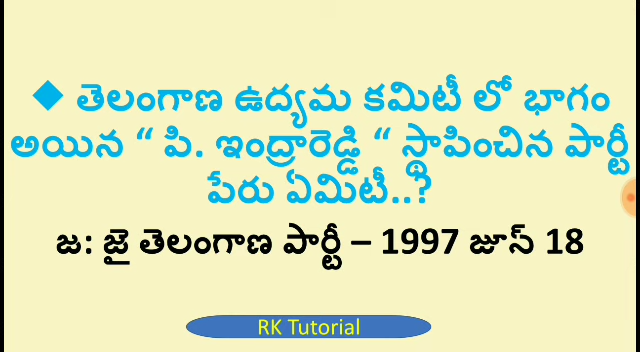 ◆ తెలంగాణ ఉద్యమ కమిటీ లో భాగం
అయిన “ పి. ఇంద్రారెడ్డి “ స్థాపించిన పార్టీ
పేరు ఏమిటీ..?
జ: జై తెలంగాణ పార్టీ – 1997 జూన్ 18
RK Tutorial